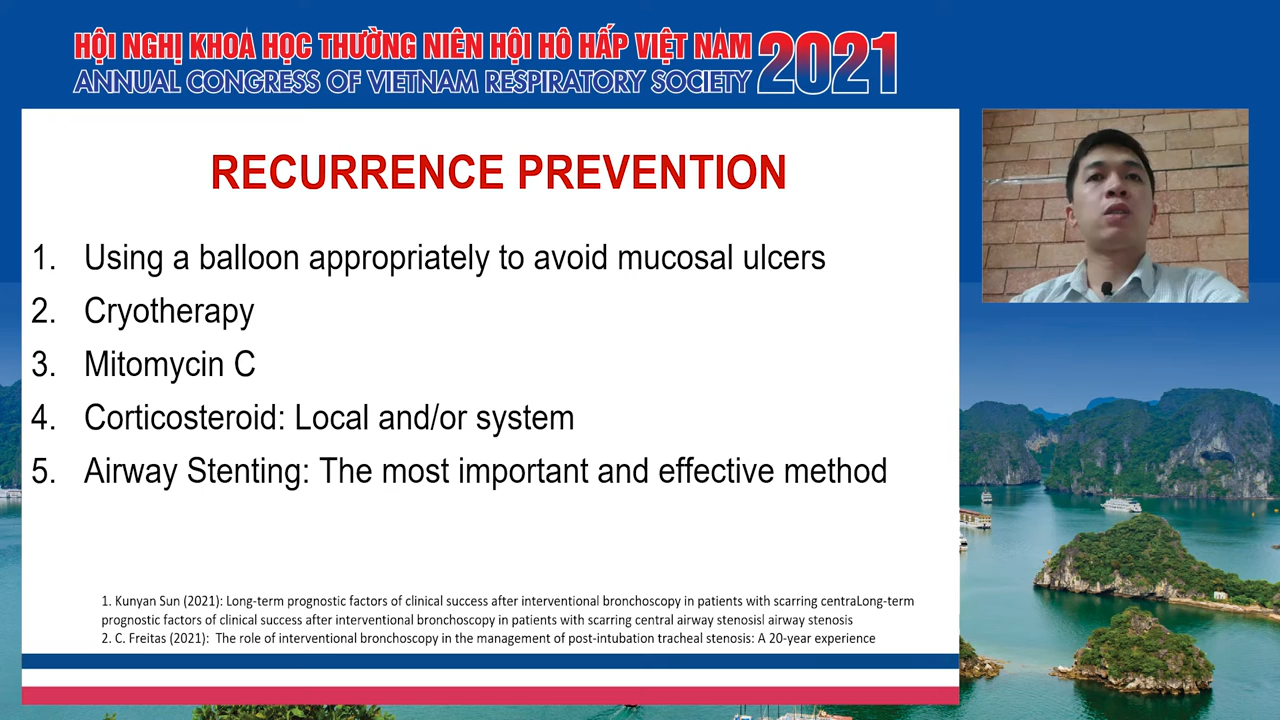 HỘI NGHỊ KHOA HỌC THƯỜNG NIÊN HỘI HÔ HẤP VIỆT NAM 2021
ANNUAL CONGRESS OF VIETNAM RESPIRATORY SOCIETY
RECURRENCE PREVENTION
1. Using a balloon appropriately to avoid mucosal ulcers
2. Cryotherapy
3. Mitomycin C
4. Corticosteroid: Local and/or system
5. Airway Stenting: The most important and effective method
1. Kunyan Sun (2021): Long-term prognostic factors of clinical success after interventional bronchoscopy in patients with scarring centraLong-term
prognostic factors of clinical success after interventional bronchoscopy in patients with scarring central airway stenosisl airway stenosis
2. C. Freitas (2021): The role of interventional bronchoscopy in the management of post-intubation tracheal stenosis: A 20-year experience